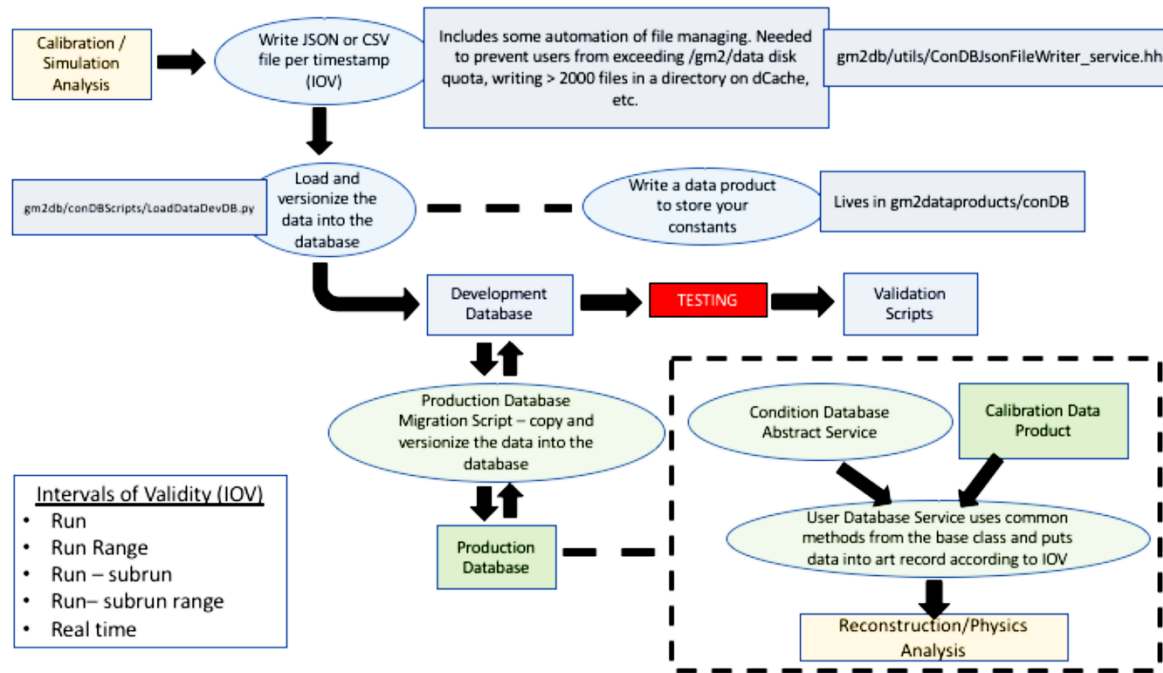 Calibration /
Simulation
Analysis
Write JSON or CSV
file per timestamp
(IOV)
Includes some automation of file managing. Needed
to prevent users from exceeding /gm2/data disk
quota, writing > 2000 files in a directory on dCache,
etc.
gm2db/utils/ConDBJsonFileWriter_service.hh
gm2db/conDBScripts/LoadDataDevDB.py
Load and
versionize the
data into the
database
Write a data product
to store your
constants
Lives in gm2dataproducts/conDB
Development
Database
TESTING
Validation
Scripts
Production Database
Migration Script – copy and
versionize the data into the
database
Condition Database
Abstract Service
Calibration Data
Product
Intervals of Validity (IOV)
• Run
• Run Range
• Run – subrun
• Run– subrun range
• Real time
Production
Database
User Database Service uses common
methods from the base class and puts
data into art record according to IOV
Reconstruction/Physics
Analysis